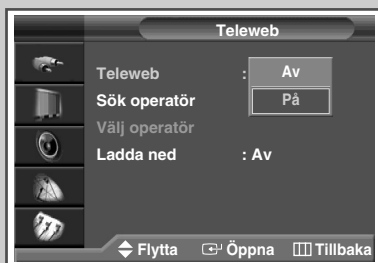 Teleweb
Teleweb : Av
Sök operatör På
Välj operatör
Ladda ned : Av
Flytta Öppna Tillbaka